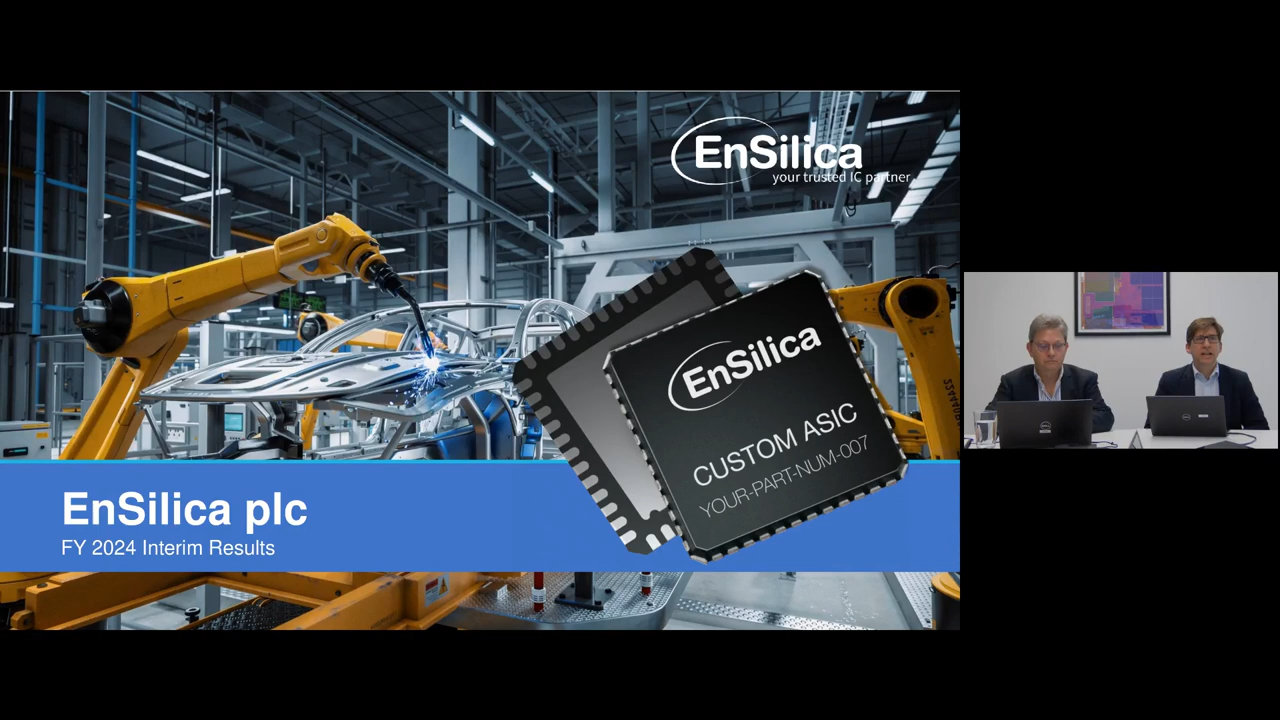 EnSilica
your trusted IC partner
EnSilica
CUSTOM ASIC
YOUR-PART-NUM-007
EnSilica plc
FY 2024 Interim Results